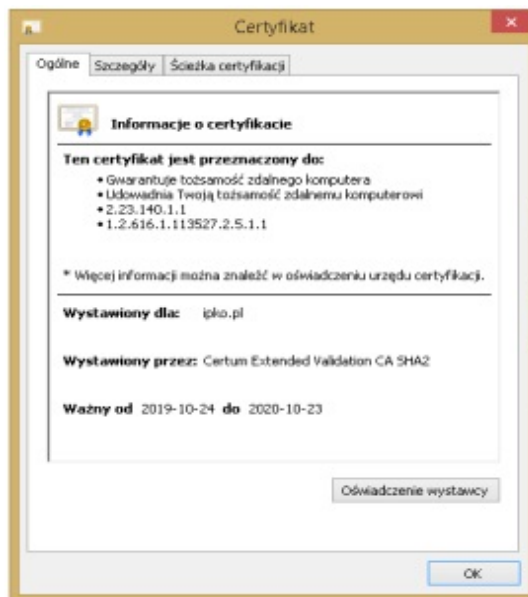 Certyfikat
Ogólne Szczegóły Ścieżka certyfikacji
Informacje o certyfikacie
Ten certyfikat jest przeznaczony do:
• Gwarantuje tożsamość zdalnego komputera
• Udowadnia Twoją tożsamość zdalnemu komputerowi
• 2.23.140.1.1
• 1.2.616.1.113527.2.5.1.1
* Więcej informacji można znaleźć w oświadczeniu urzędu certyfikacji.
Wystawiony dla: ipko.pl
Wystawiony przez: Certum Extended Validation CA SHA2
Ważny od 2019-10-24 do 2020-10-23
Oświadczenie wystawcy
OK